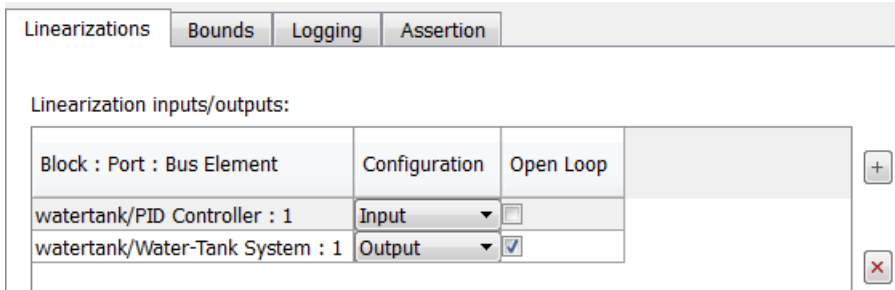 Linearizations Bounds Logging Assertion
Linearization inputs/outputs:
Block : Port : Bus Element Configuration Open Loop
watertank/PID Controller : 1 Input
watertank/Water-Tank System : 1 Output